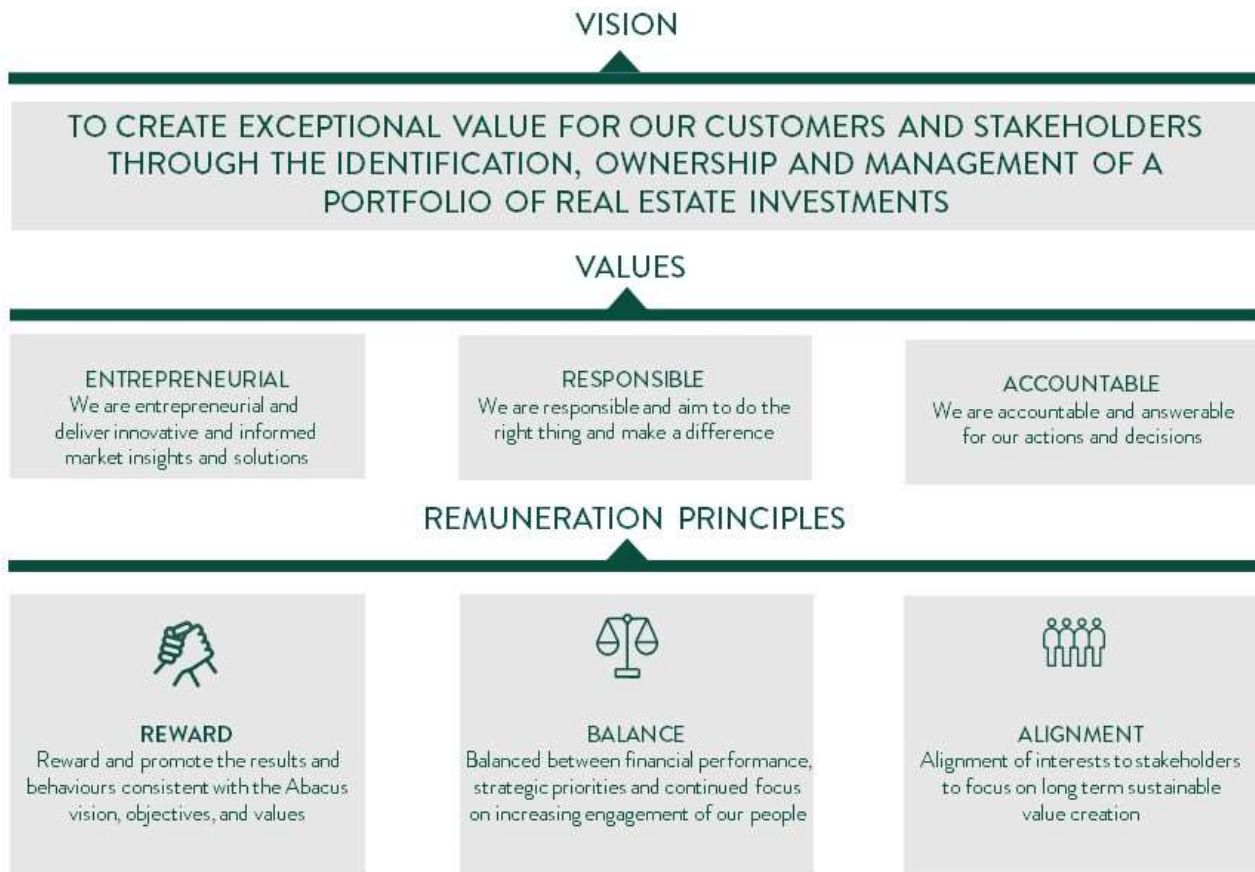 VISION
TO CREATE EXCEPTIONAL VALUE FOR OUR CUSTOMERS AND STAKEHOLDERS
THROUGH THE IDENTIFICATION, OWNERSHIP AND MANAGEMENT OF A
PORTFOLIO OF REAL ESTATE INVESTMENTS
VALUES
ENTREPRENEURIAL
We are entrepreneurial and
deliver innovative and informed
market insights and solutions
RESPONSIBLE
We are responsible and aim to do the
right thing and make a difference
ACCOUNTABLE
We are accountable and answerable
for our actions and decisions
REMUNERATION PRINCIPLES
REWARD
Reward and promote the results and
behaviours consistent with the Abacus
vision, objectives, and values
BALANCE
Balanced between financial performance,
strategic priorities and continued focus
on increasing engagement of our people
ALIGNMENT
Alignment of interests to stakeholders
to focus on long term sustainable
value creation